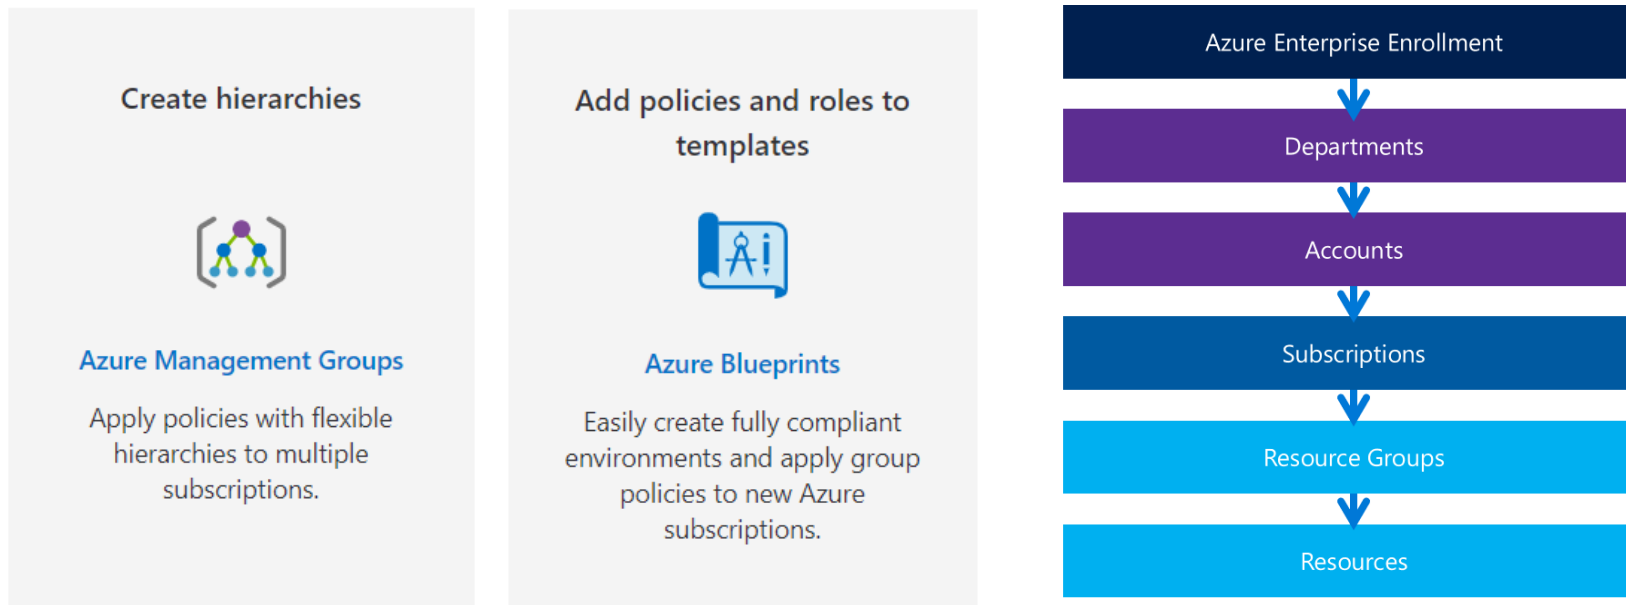 Create hierarchies
Azure Management Groups
Apply policies with flexible
hierarchies to multiple
subscriptions.
Add policies and roles to
templates
Azure Blueprints
Easily create fully compliant
environments and apply group
policies to new Azure
subscriptions.
Azure Enterprise Enrollment
Departments
Accounts
Subscriptions
Resource Groups
Resources